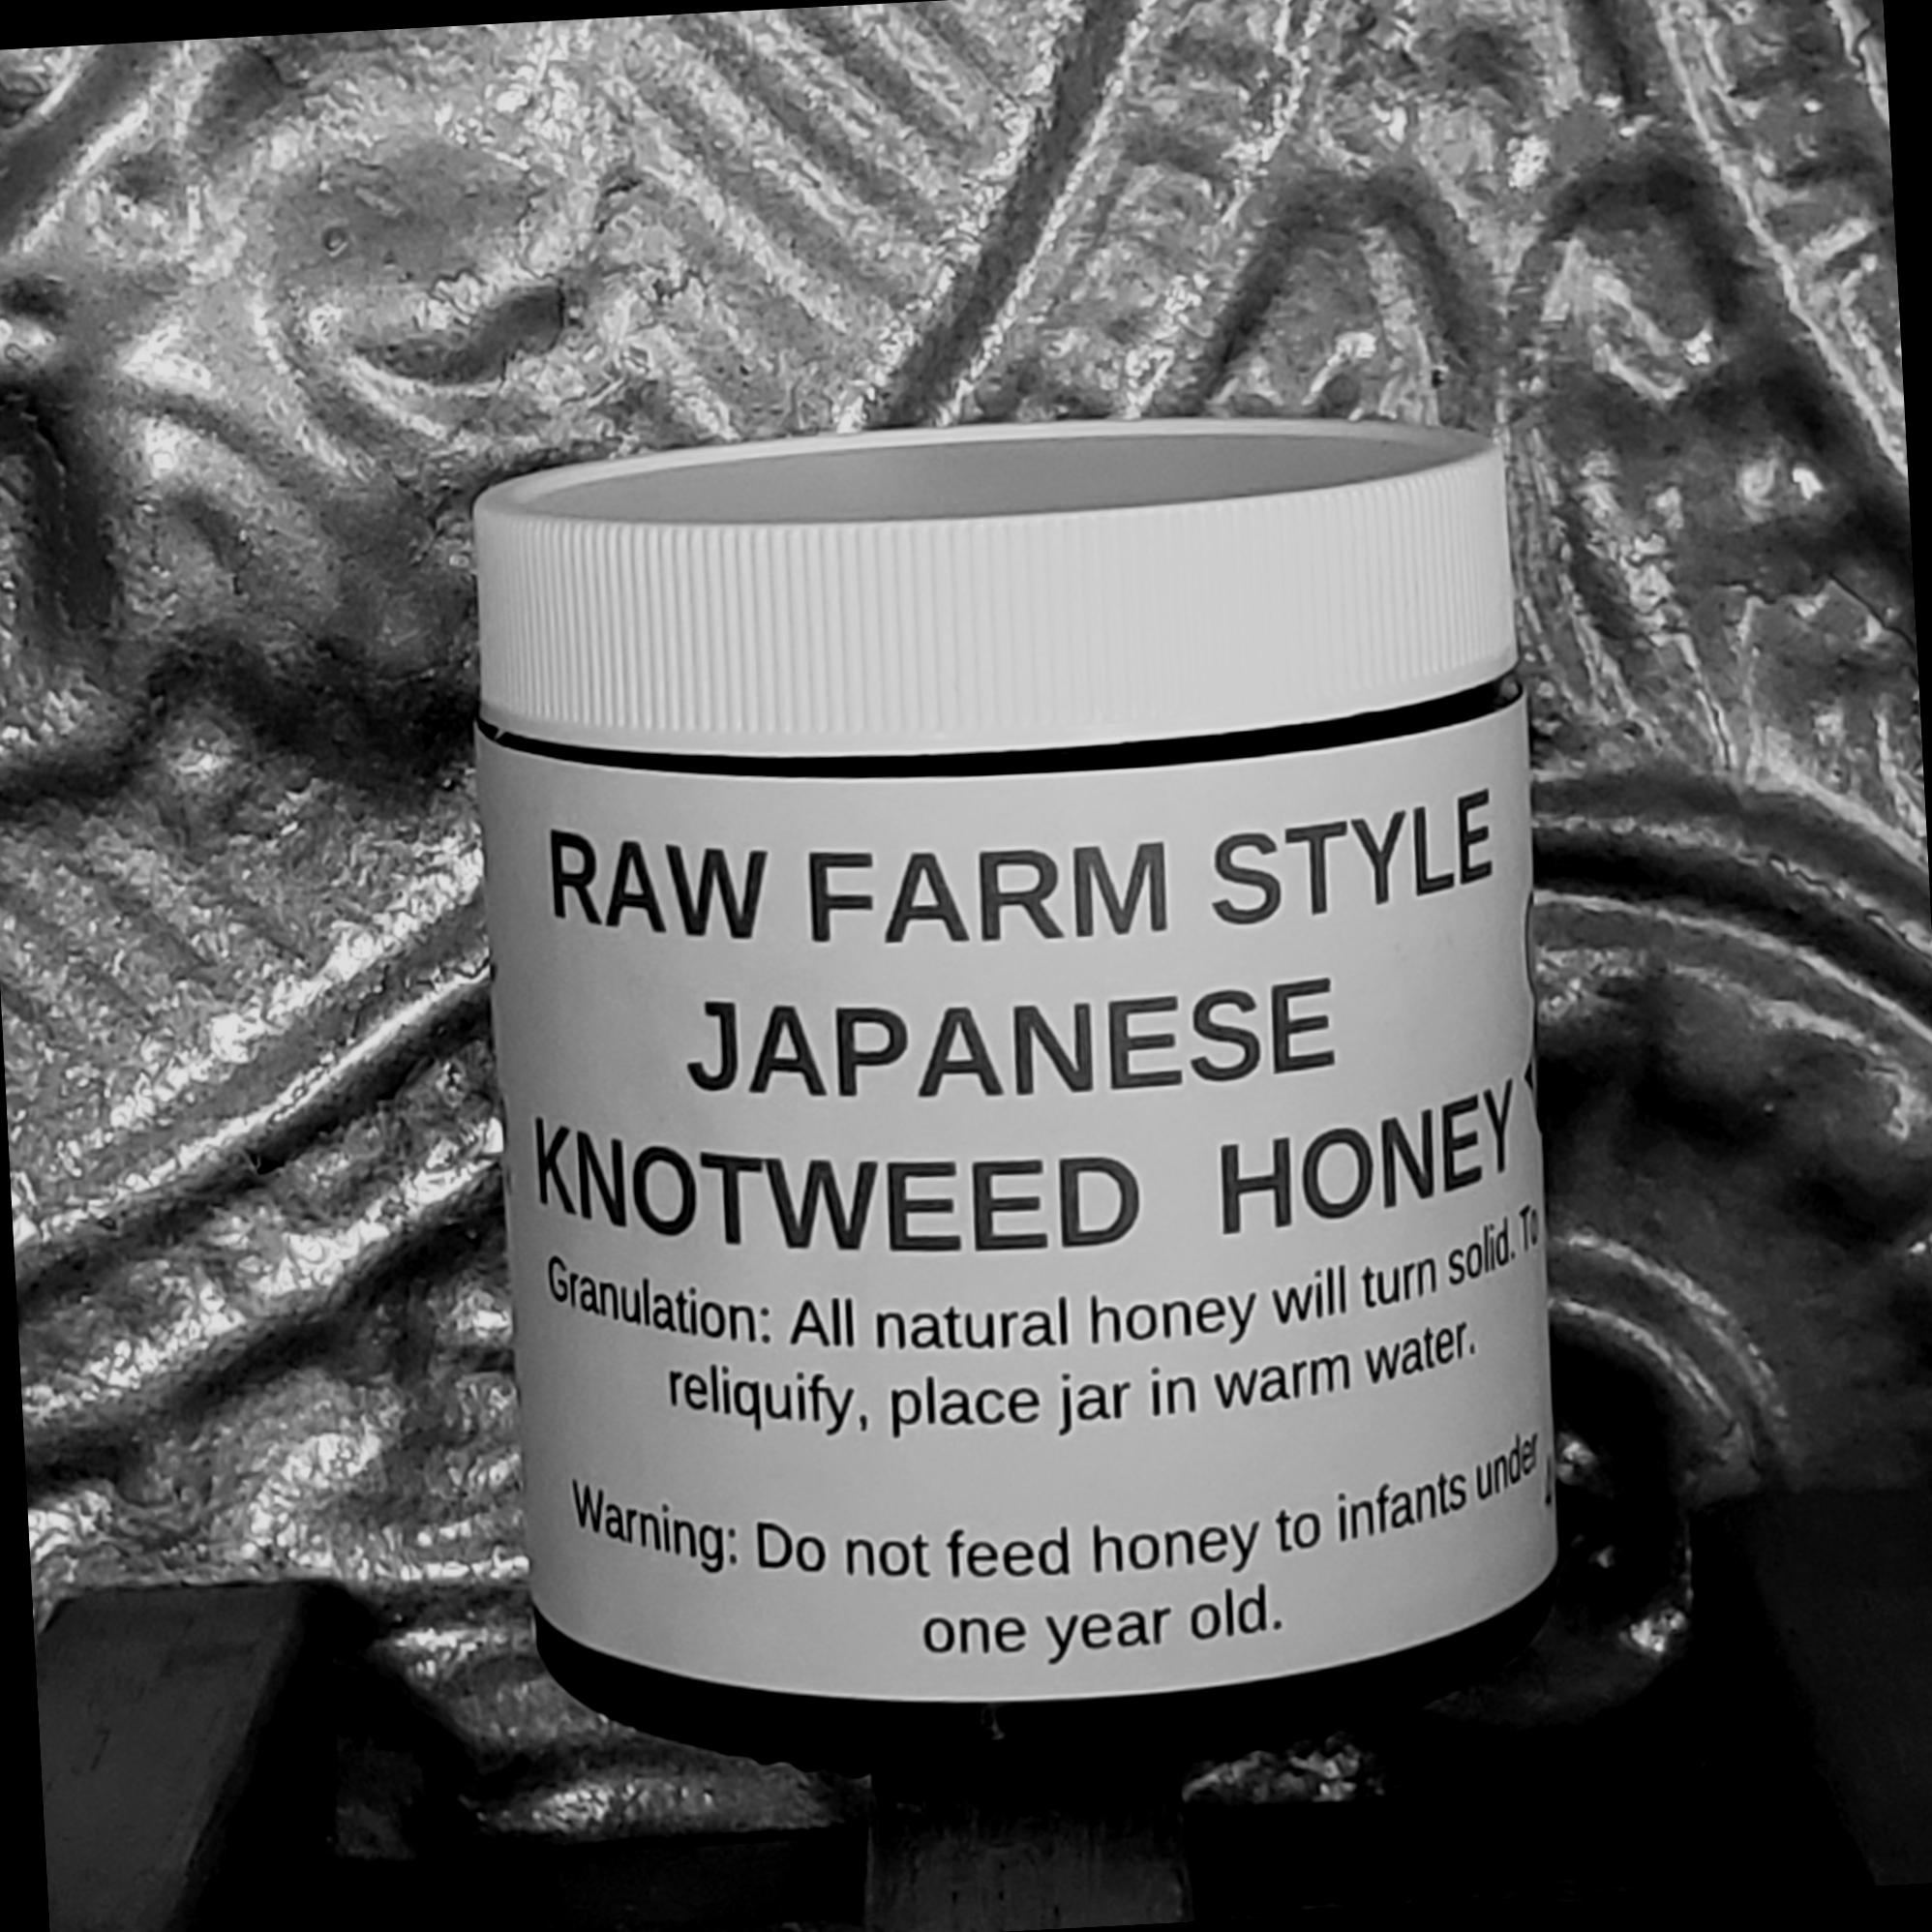 RAW FARM STYLE
JAPANESE
KNOTWEED HONEY
Granulation: All natural honey will turn solid. To
reliquify, place jar in warm water.
Warning: Do not feed honey to infants under
one year old.